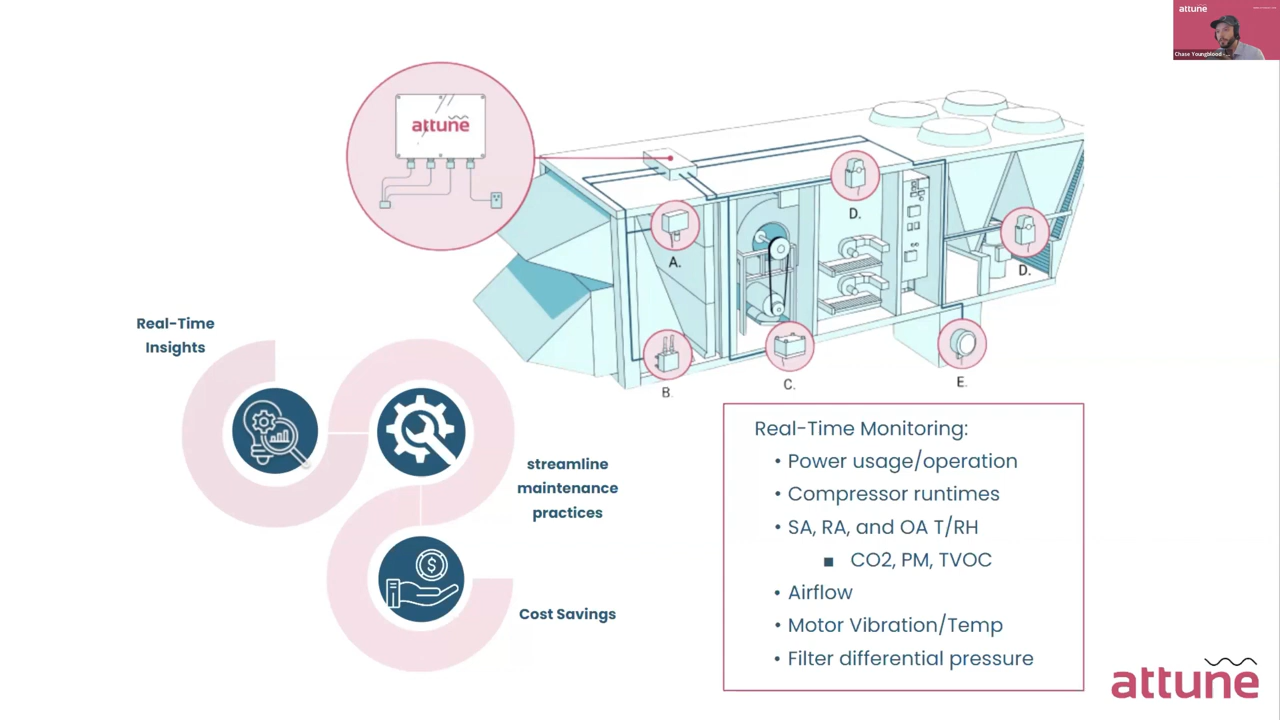 attune
Chase Youngblood
attune
A.
D.
D.
B.
C.
E.
Real-Time
Insights
streamline
maintenance
practices
Cost Savings
Real-Time Monitoring:
• Power usage/operation
• Compressor runtimes
• SA, RA, and OA T/RH
■ CO2, PM, TVOC
• Airflow
• Motor Vibration/Temp
• Filter differential pressure
attune